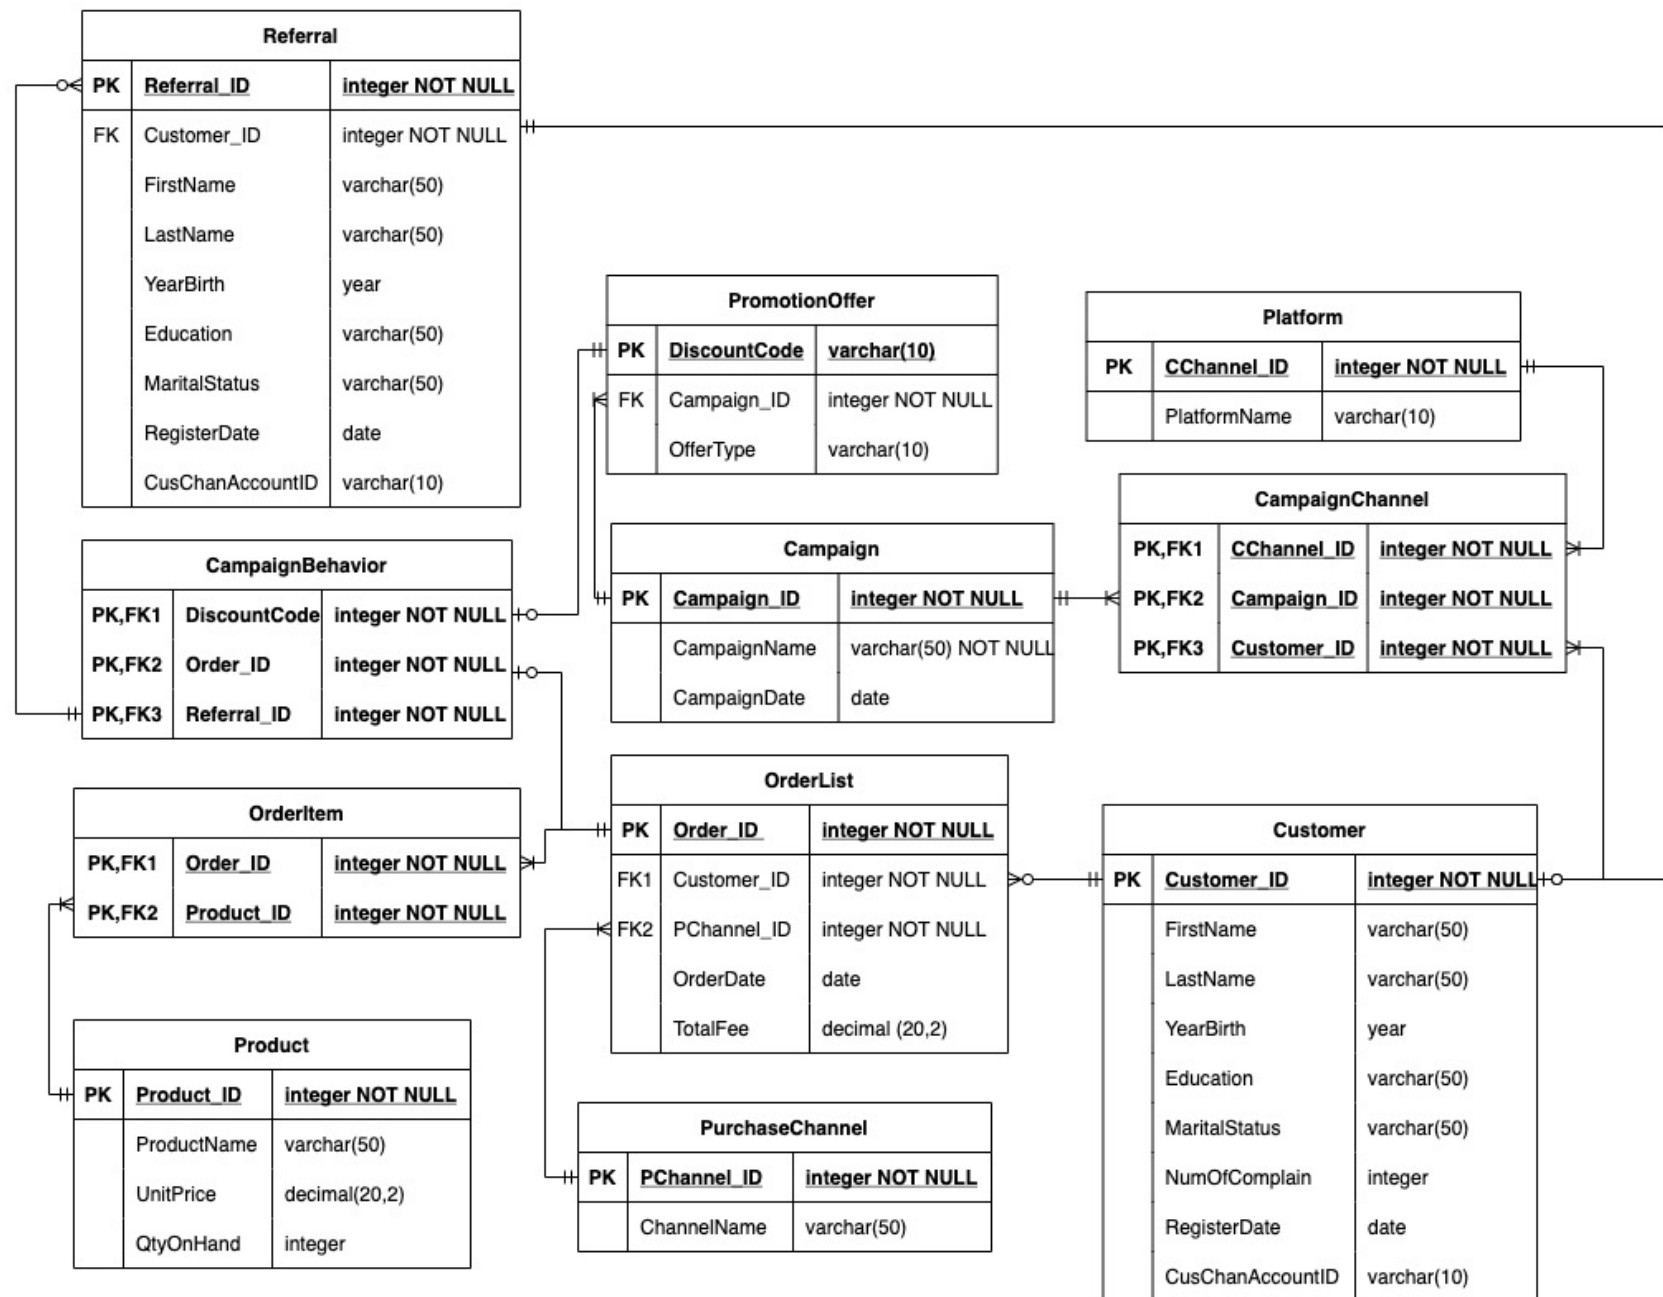 Referral
PK Referral_ID integer NOT NULL
FK Customer_ID integer NOT NULL
FirstName varchar(50)
LastName varchar(50)
YearBirth year
Education varchar(50)
MaritalStatus varchar(50)
RegisterDate date
CusChanAccountID varchar(10)
PromotionOffer
PK DiscountCode varchar(10)
FK Campaign_ID integer NOT NULL
OfferType varchar(10)
Platform
PK CChannel_ID integer NOT NULL
PlatformName varchar(10)
CampaignChannel
PK,FK1 CChannel_ID integer NOT NULL
PK,FK2 Campaign_ID integer NOT NULL
PK,FK3 Customer_ID integer NOT NULL
CampaignBehavior
PK,FK1 DiscountCode integer NOT NULL
PK,FK2 Order_ID integer NOT NULL
PK,FK3 Referral_ID integer NOT NULL
Campaign
PK Campaign_ID integer NOT NULL
CampaignName varchar(50) NOT NULL
CampaignDate date
OrderItem
PK,FK1 Order_ID integer NOT NULL
PK,FK2 Product_ID integer NOT NULL
OrderList
PK Order_ID integer NOT NULL
FK1 Customer_ID integer NOT NULL
FK2 PChannel_ID integer NOT NULL
OrderDate date
TotalFee decimal (20,2)
Customer
PK Customer_ID integer NOT NULL
FirstName varchar(50)
LastName varchar(50)
YearBirth year
Education varchar(50)
MaritalStatus varchar(50)
NumOfComplain integer
RegisterDate date
CusChanAccountID varchar(10)
Product
PK Product_ID integer NOT NULL
ProductName varchar(50)
UnitPrice decimal(20,2)
QtyOnHand integer
PurchaseChannel
PK PChannel_ID integer NOT NULL
ChannelName varchar(50)